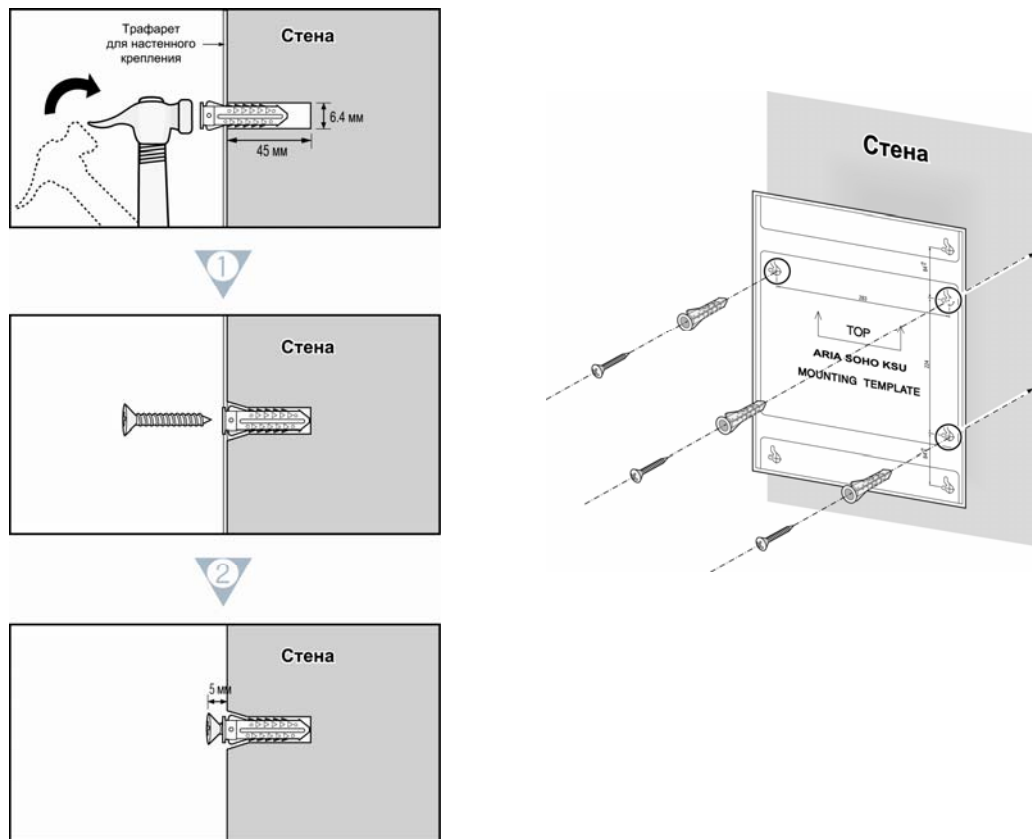 Трафарет
для настенного
крепления
Стена
6.4 мм
45 мм
1
Стена
2
Стена
5 мм
Стена
TOP
ARIA SOHO KSU
MOUNTING TEMPLATE